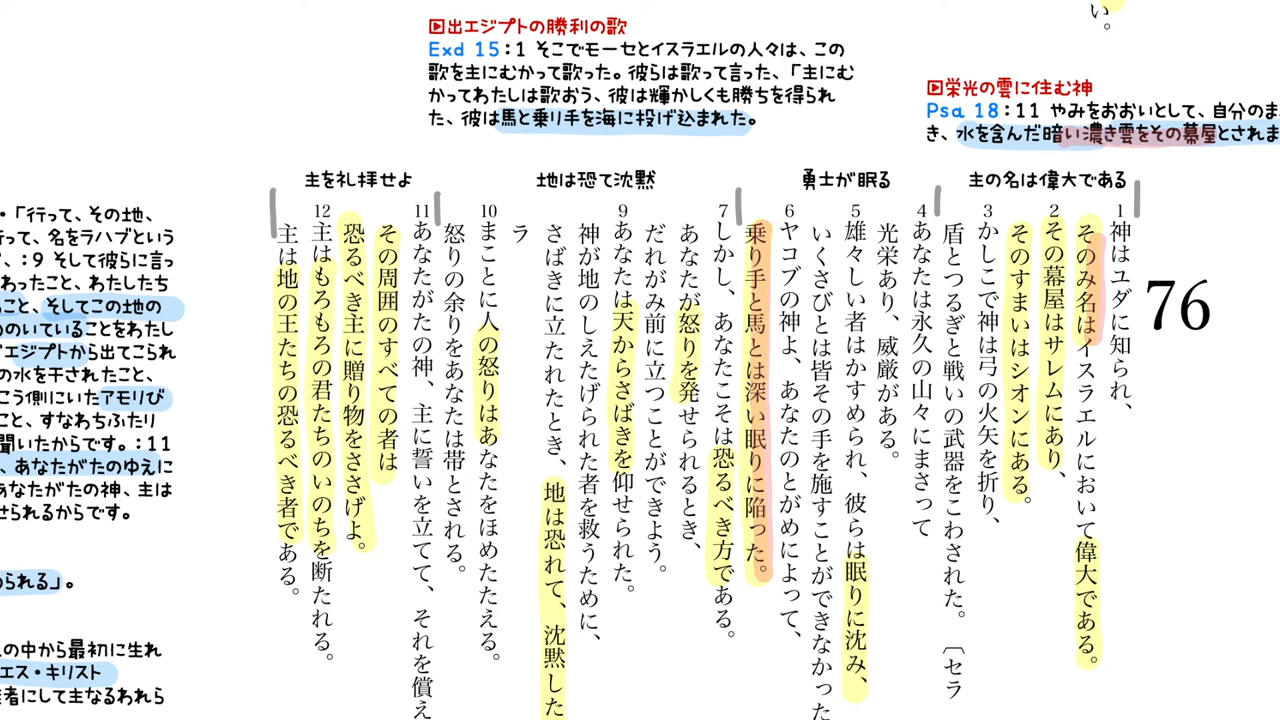 い。
▶出エジプトの勝利の歌
Exd 15:1 そこでモーセとイスラエルの人々は、この
歌を主にむかって歌った。彼らは歌って言った、「主にむ
かってわたしは歌おう、彼は輝かしくも勝ちを得られ
た、彼は馬と乗り手を海に投げ込まれた。
▶栄光の雲に住む神
Psa 18:11 やみをおおいとして、自分のま
き、水を含んだ暗い濃き雲をその幕屋とされま
主の名は偉大である
勇士が眠る
地は恐て沈黙
主を礼拝せよ
76
1 神はユダに知られ、
そのみ名はイスラエルにおいて偉大である。
2 その幕屋はサレムにあり、
そのすまいはシオンにある。
3 かしこで神は弓の火矢を折り、
盾とつるぎと戦いの武器をこわされた。〔セラ
4 あなたは永久の山々にまさって
光栄あり、威厳がある。
5 雄々しい者はかすめられ、彼らは眠りに沈み、
いくさびとは皆その手を施すことができなかった
6 ヤコブの神よ、あなたのとがめによって、
乗り手と馬とは深い眠りに陥った。
7 しかし、あなたこそは恐るべき方である。
あなたが怒りを発せられるとき、
だれがみ前に立つことができよう。
9 あなたは天からさばきを仰せられた。
神が地のしえたげられた者を救うために、
さばきに立たれたとき、地は恐れて、沈黙した
ラ
10 まことに人の怒りはあなたをほめたたえる。
怒りの余りをあなたは帯とされる。
11 あなたがたの神、主に誓いを立てて、それを償え
その周囲のすべての者は
恐るべき主に贈り物をささげよ。
12 主はもろもろの君たちのいのちを断たれる。
主は地の王たちの恐るべき者である。
・「行って、その地、
行って、名をラハブという
、:9 そして彼らに言っ
わったこと、わたしたち
こと、そしてこの地の
のいていることをわたし
エジプトから出てこられ
の水を干されたこと、
こう側にいたアモリび
こと、すなわちふたり
聞いたからです。:11
、あなたがたのゆえに
あなたがたの神、主は
せられるからです。
られる」。
の中から最初に生れ
エス・キリスト
者にして主なるわれら